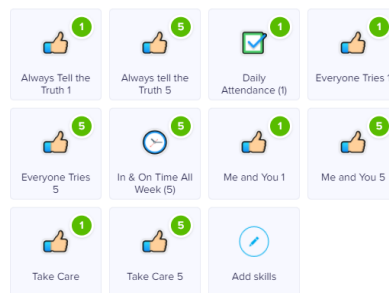 1
5
1
1
Always Tell the
Truth 1
Always tell the
Truth 5
Daily
Attendance (1)
Everyone Tries 1
5
5
1
5
Everyone Tries
5
In & On Time All
Week (5)
Me and You 1
Me and You 5
1
5
Take Care
Take Care 5
Add skills